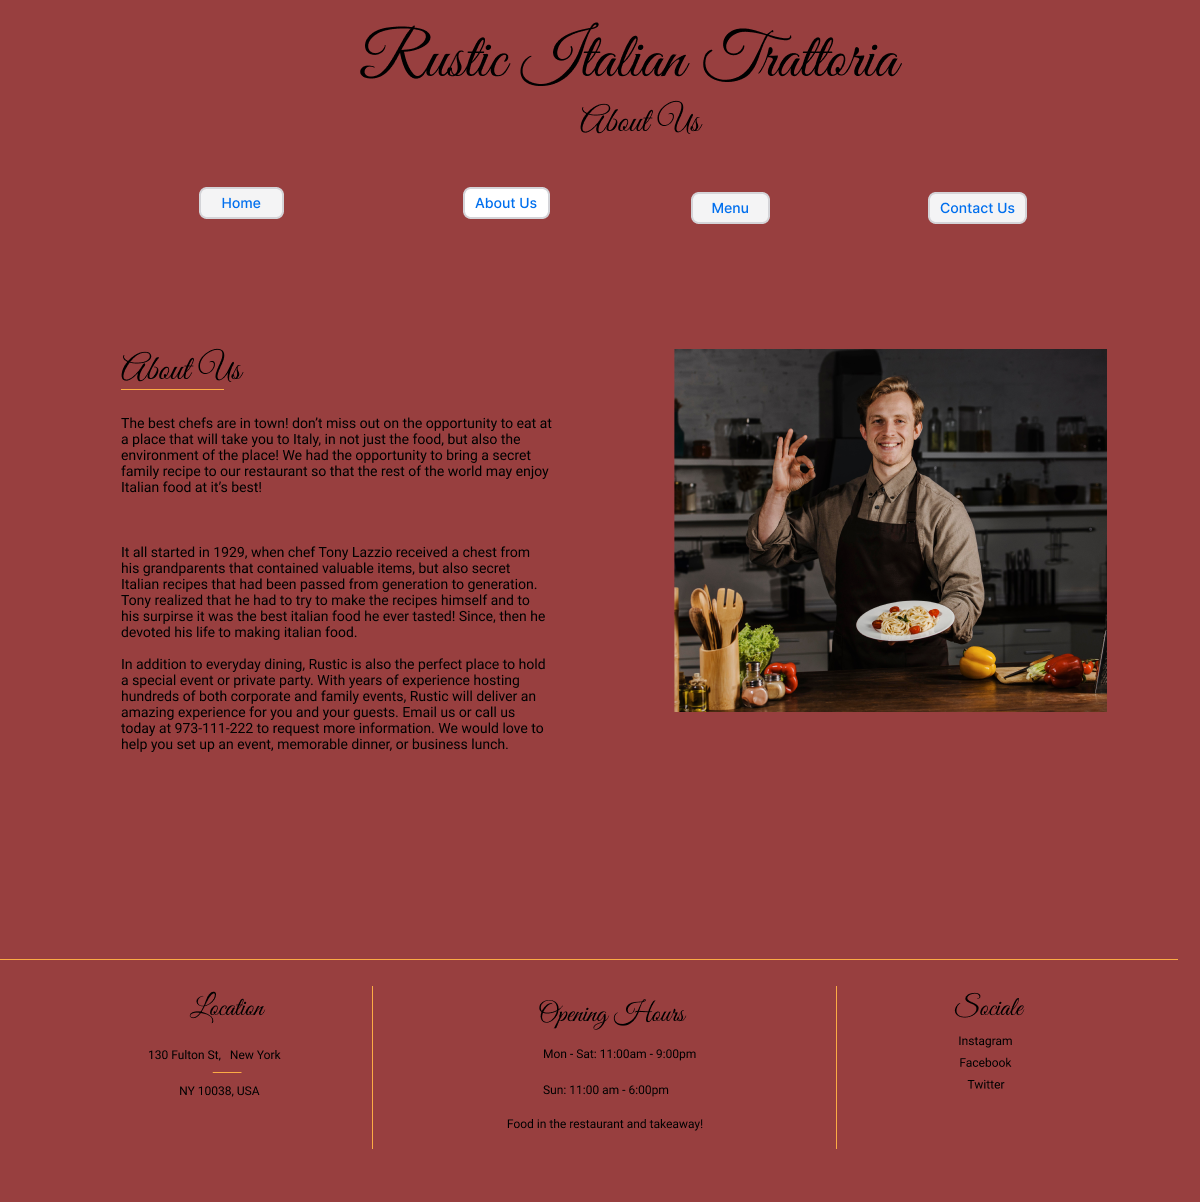 Rustic Italian Trattoria
About Us
Home
About Us
Menu
Contact Us
About Us
The best chefs are in town! don’t miss out on the opportunity to eat at
a place that will take you to Italy, in not just the food, but also the
environment of the place! We had the opportunity to bring a secret
family recipe to our restaurant so that the rest of the world may enjoy
Italian food at it’s best!
It all started in 1929, when chef Tony Lazzio received a chest from
his grandparents that contained valuable items, but also secret
Italian recipes that had been passed from generation to generation.
Tony realized that he had to try to make the recipes himself and to
his surpirse it was the best italian food he ever tasted! Since, then he
devoted his life to making italian food.
In addition to everyday dining, Rustic is also the perfect place to hold
a special event or private party. With years of experience hosting
hundreds of both corporate and family events, Rustic will deliver an
amazing experience for you and your guests. Email us or call us
today at 973-111-222 to request more information. We would love to
help you set up an event, memorable dinner, or business lunch.
Location
130 Fulton St, New York
NY 10038, USA
Opening Hours
Mon - Sat: 11:00am - 9:00pm
Sun: 11:00 am - 6:00pm
Food in the restaurant and takeaway!
Sociale
Instagram
Facebook
Twitter